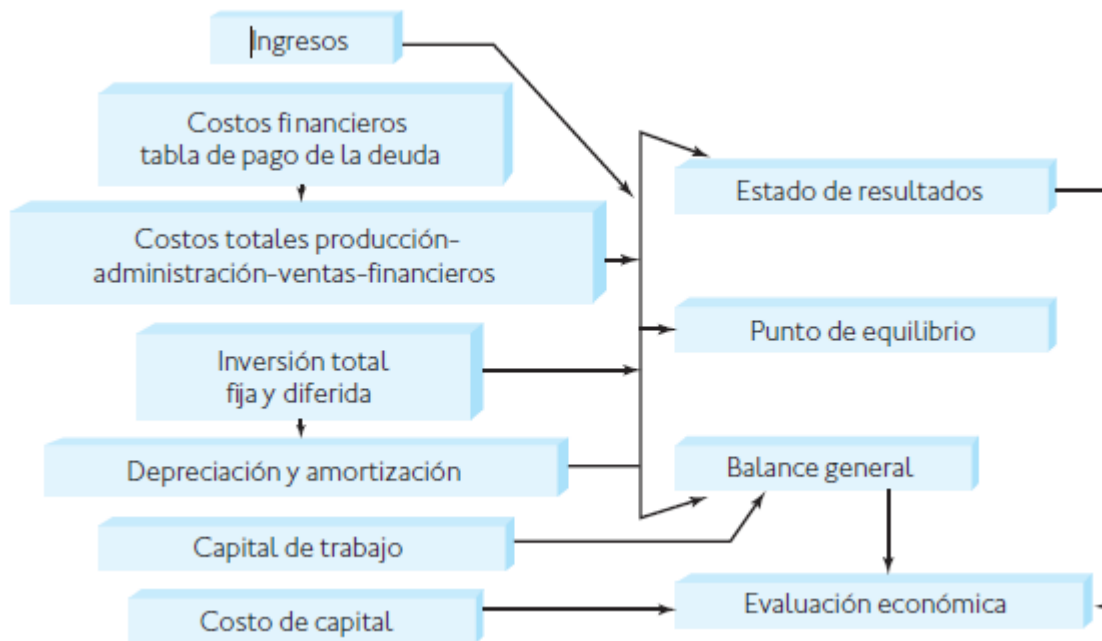 Ingresos
Costos financieros
tabla de pago de la deuda
Costos totales producción-
administración-ventas-financieros
Inversión total
fija y diferida
Depreciación y amortización
Capital de trabajo
Costo de capital
Estado de resultados
Punto de equilibrio
Balance general
Evaluación económica